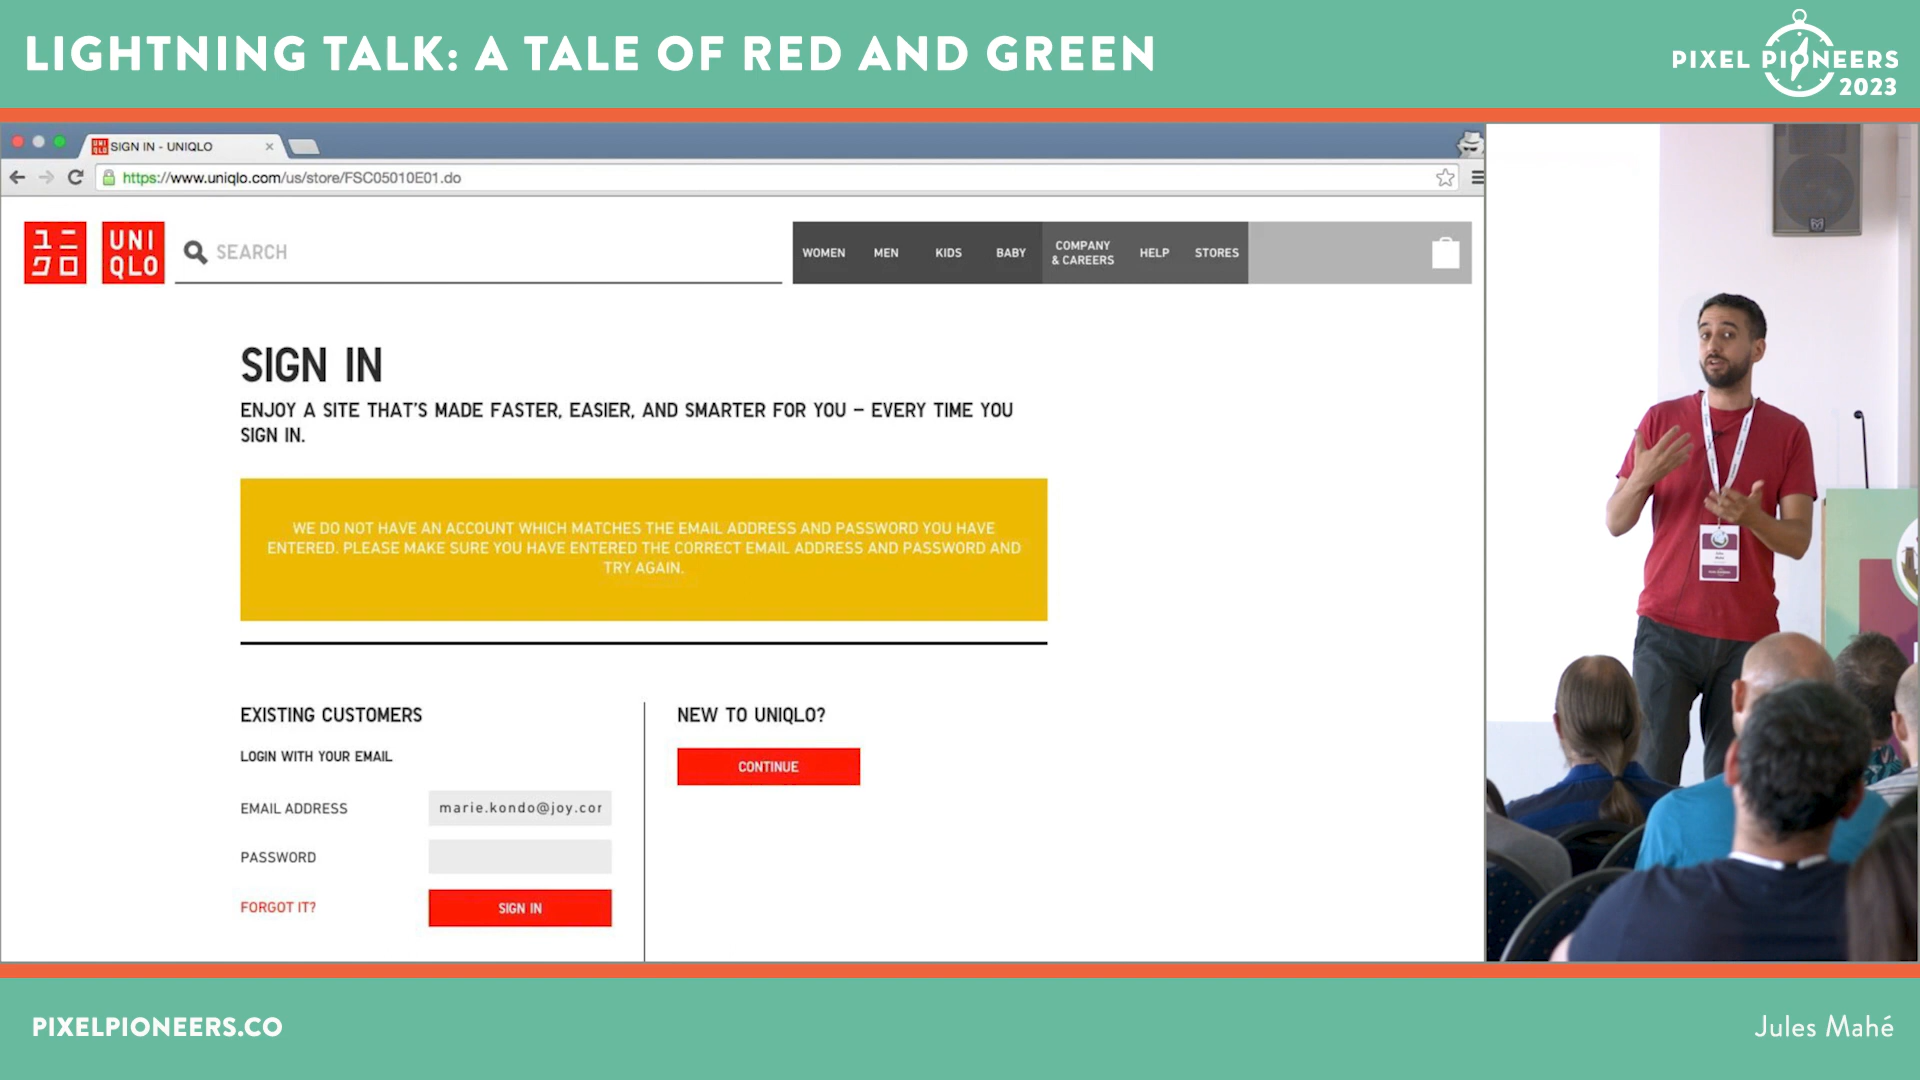 LIGHTNING TALK: A TALE OF RED AND GREEN
PIXEL PIONEERS
2023
SIGN IN - UNIQLO
https://www.uniqlo.com/us/store/FSC05010E01.do
ユニ
クロ
UNI
QLO
SEARCH
WOMEN
MEN
KIDS
BABY
COMPANY
& CAREERS
HELP
STORES
SIGN IN
ENJOY A SITE THAT'S MADE FASTER, EASIER, AND SMARTER FOR YOU – EVERY TIME YOU
SIGN IN.
WE DO NOT HAVE AN ACCOUNT WHICH MATCHES THE EMAIL ADDRESS AND PASSWORD YOU HAVE
ENTERED. PLEASE MAKE SURE YOU HAVE ENTERED THE CORRECT EMAIL ADDRESS AND PASSWORD AND
TRY AGAIN.
EXISTING CUSTOMERS
LOGIN WITH YOUR EMAIL
EMAIL ADDRESS
marie.kondo@joy.cor
PASSWORD
FORGOT IT?
SIGN IN
NEW TO UNIQLO?
CONTINUE
PIXELPIONEERS.CO
Jules Mahé